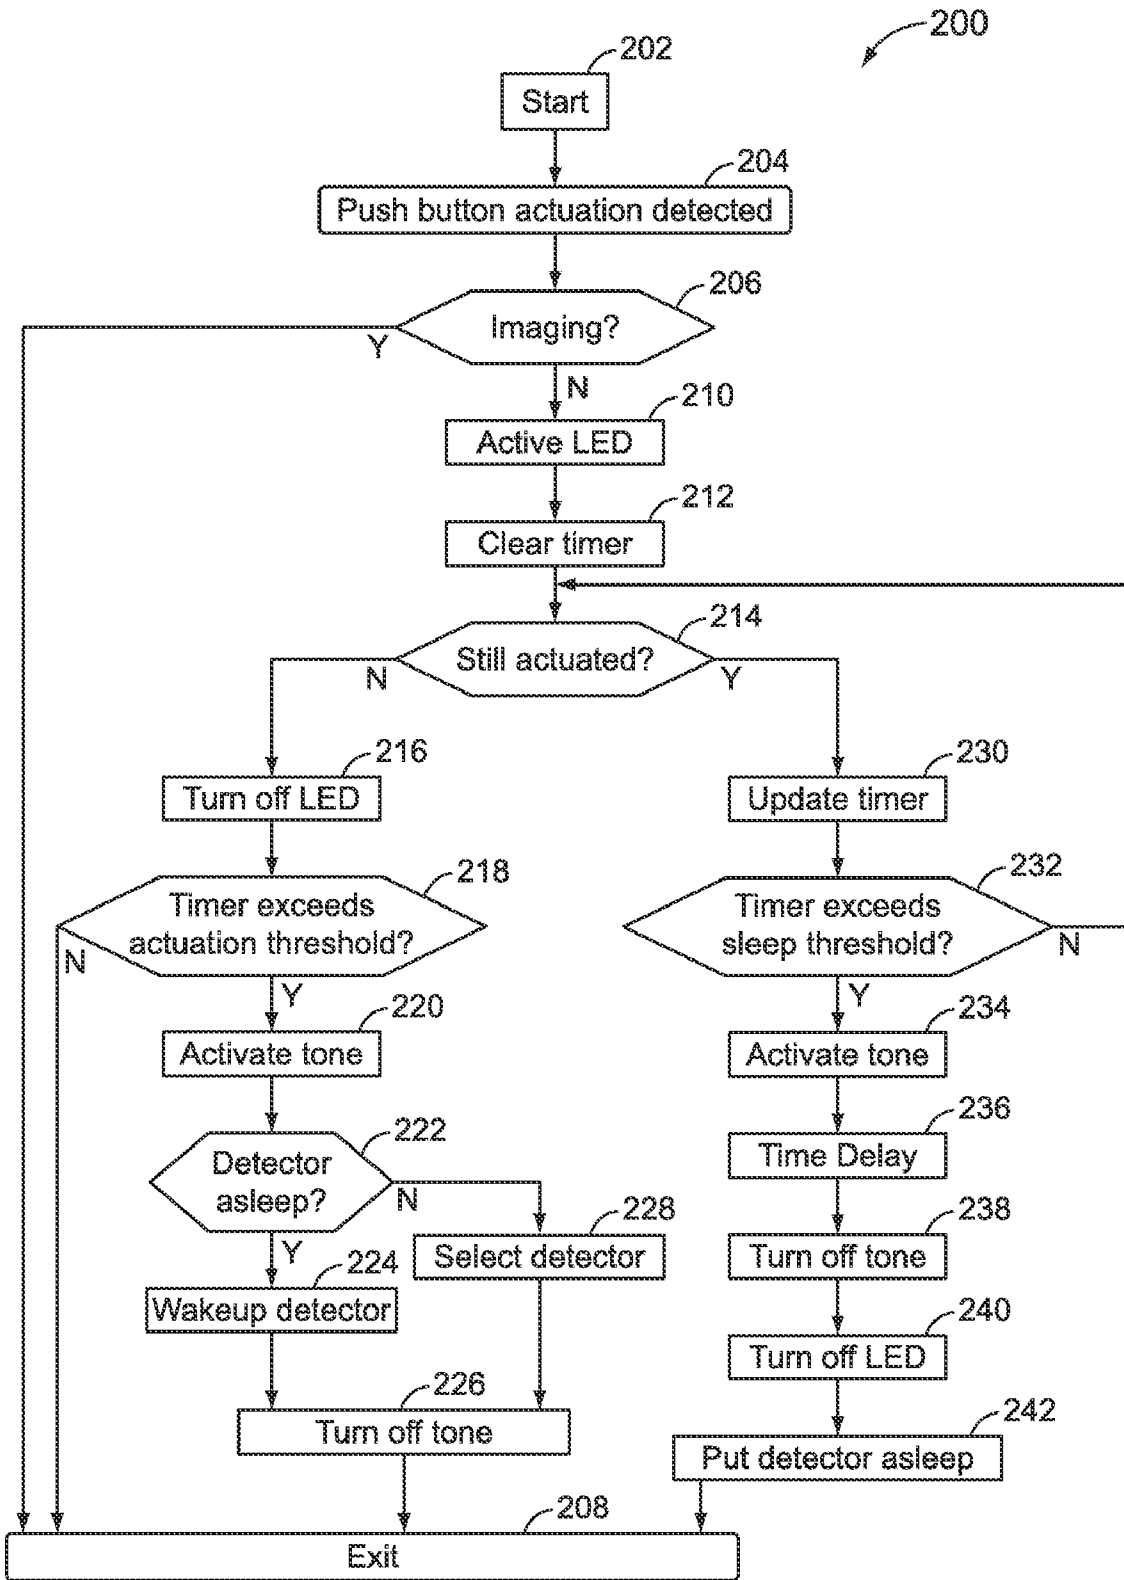 200
202
Start
204
Push button actuation detected
206
Imaging?
Y
N
210
Active LED
212
Clear timer
214
Still actuated?
N
Y
216
Turn off LED
230
Update timer
218
Timer exceeds
actuation threshold?
N
Y
232
Timer exceeds
sleep threshold?
N
Y
220
Activate tone
234
Activate tone
222
Detector
asleep?
N
Y
236
Time Delay
228
Select detector
238
Turn off tone
224
Wakeup detector
240
Turn off LED
226
Turn off tone
242
Put detector asleep
208
Exit